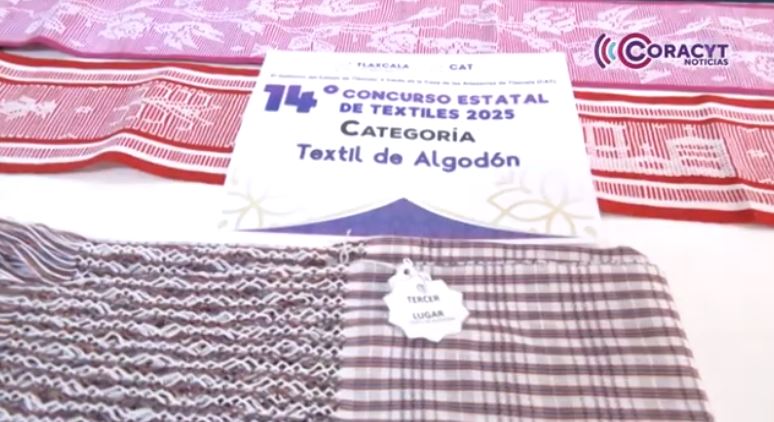 CORACYT
NOTICIAS
TLAXCALA CAT
14° CONCURSO ESTATAL
DE TEXTILES 2025
CATEGORÍA
Textil de Algodón
TERCER
LUGAR